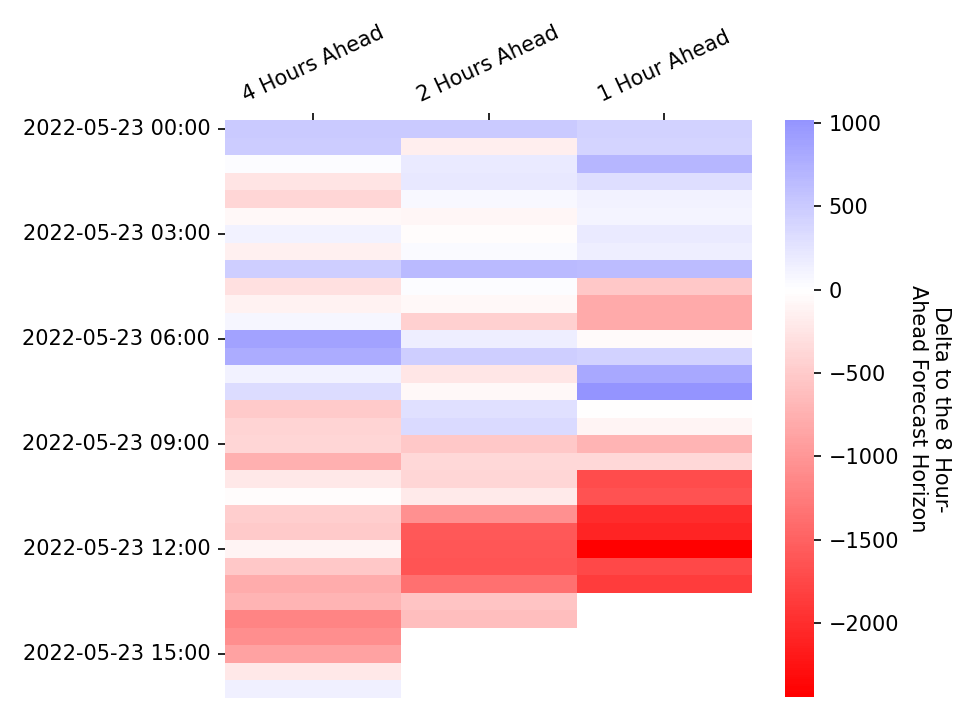 4 Hours Ahead
2 Hours Ahead
1 Hour Ahead
2022-05-23 00:00
2022-05-23 03:00
2022-05-23 06:00
2022-05-23 09:00
2022-05-23 12:00
2022-05-23 15:00
1000
500
0
−500
−1000
−1500
−2000
Delta to the 8 Hour-
Ahead Forecast Horizon